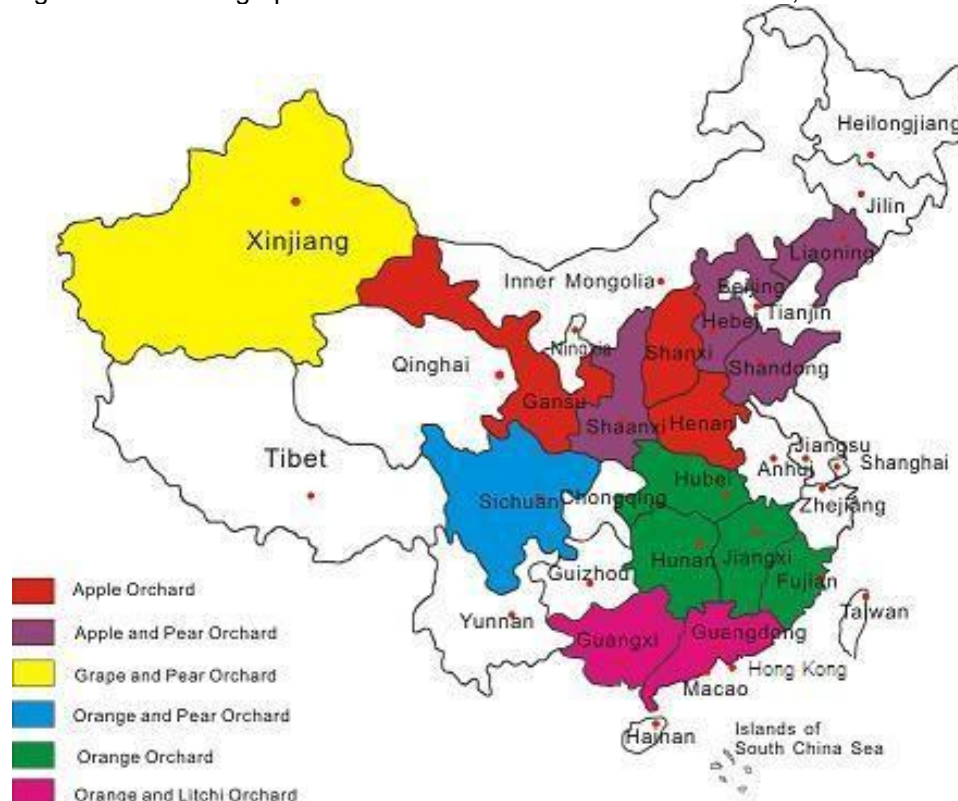 Heilongjiang
Jilin
Xinjiang
Liaoning
Inner Mongolia
Beijing
Tianjin
Hebei
Ningxia
Shanxi
Qinghai
Shandong
Gansu
Shaanxi
Henan
Jiangsu
Tibet
Anhui
Shanghai
Hubei
Sichuan
Chongqing
Zhejiang
Hunan
Jiangxi
Guizhou
Fujian
Apple Orchard
Yunnan
Taiwan
Apple and Pear Orchard
Guangxi
Guangdong
Grape and Pear Orchard
Hong Kong
Macao
Orange and Pear Orchard
Hainan
Islands of
South China Sea
Orange Orchard
Orange and Litchi Orchard